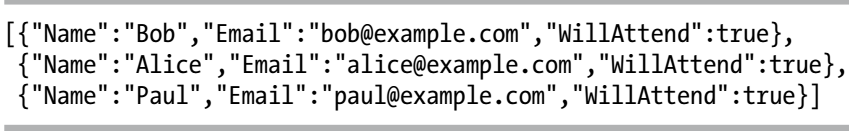 [{"Name":"Bob","Email":"bob@example.com","WillAttend":true},
{"Name":"Alice","Email":"alice@example.com","WillAttend":true},
{"Name":"Paul","Email":"paul@example.com","WillAttend":true}]